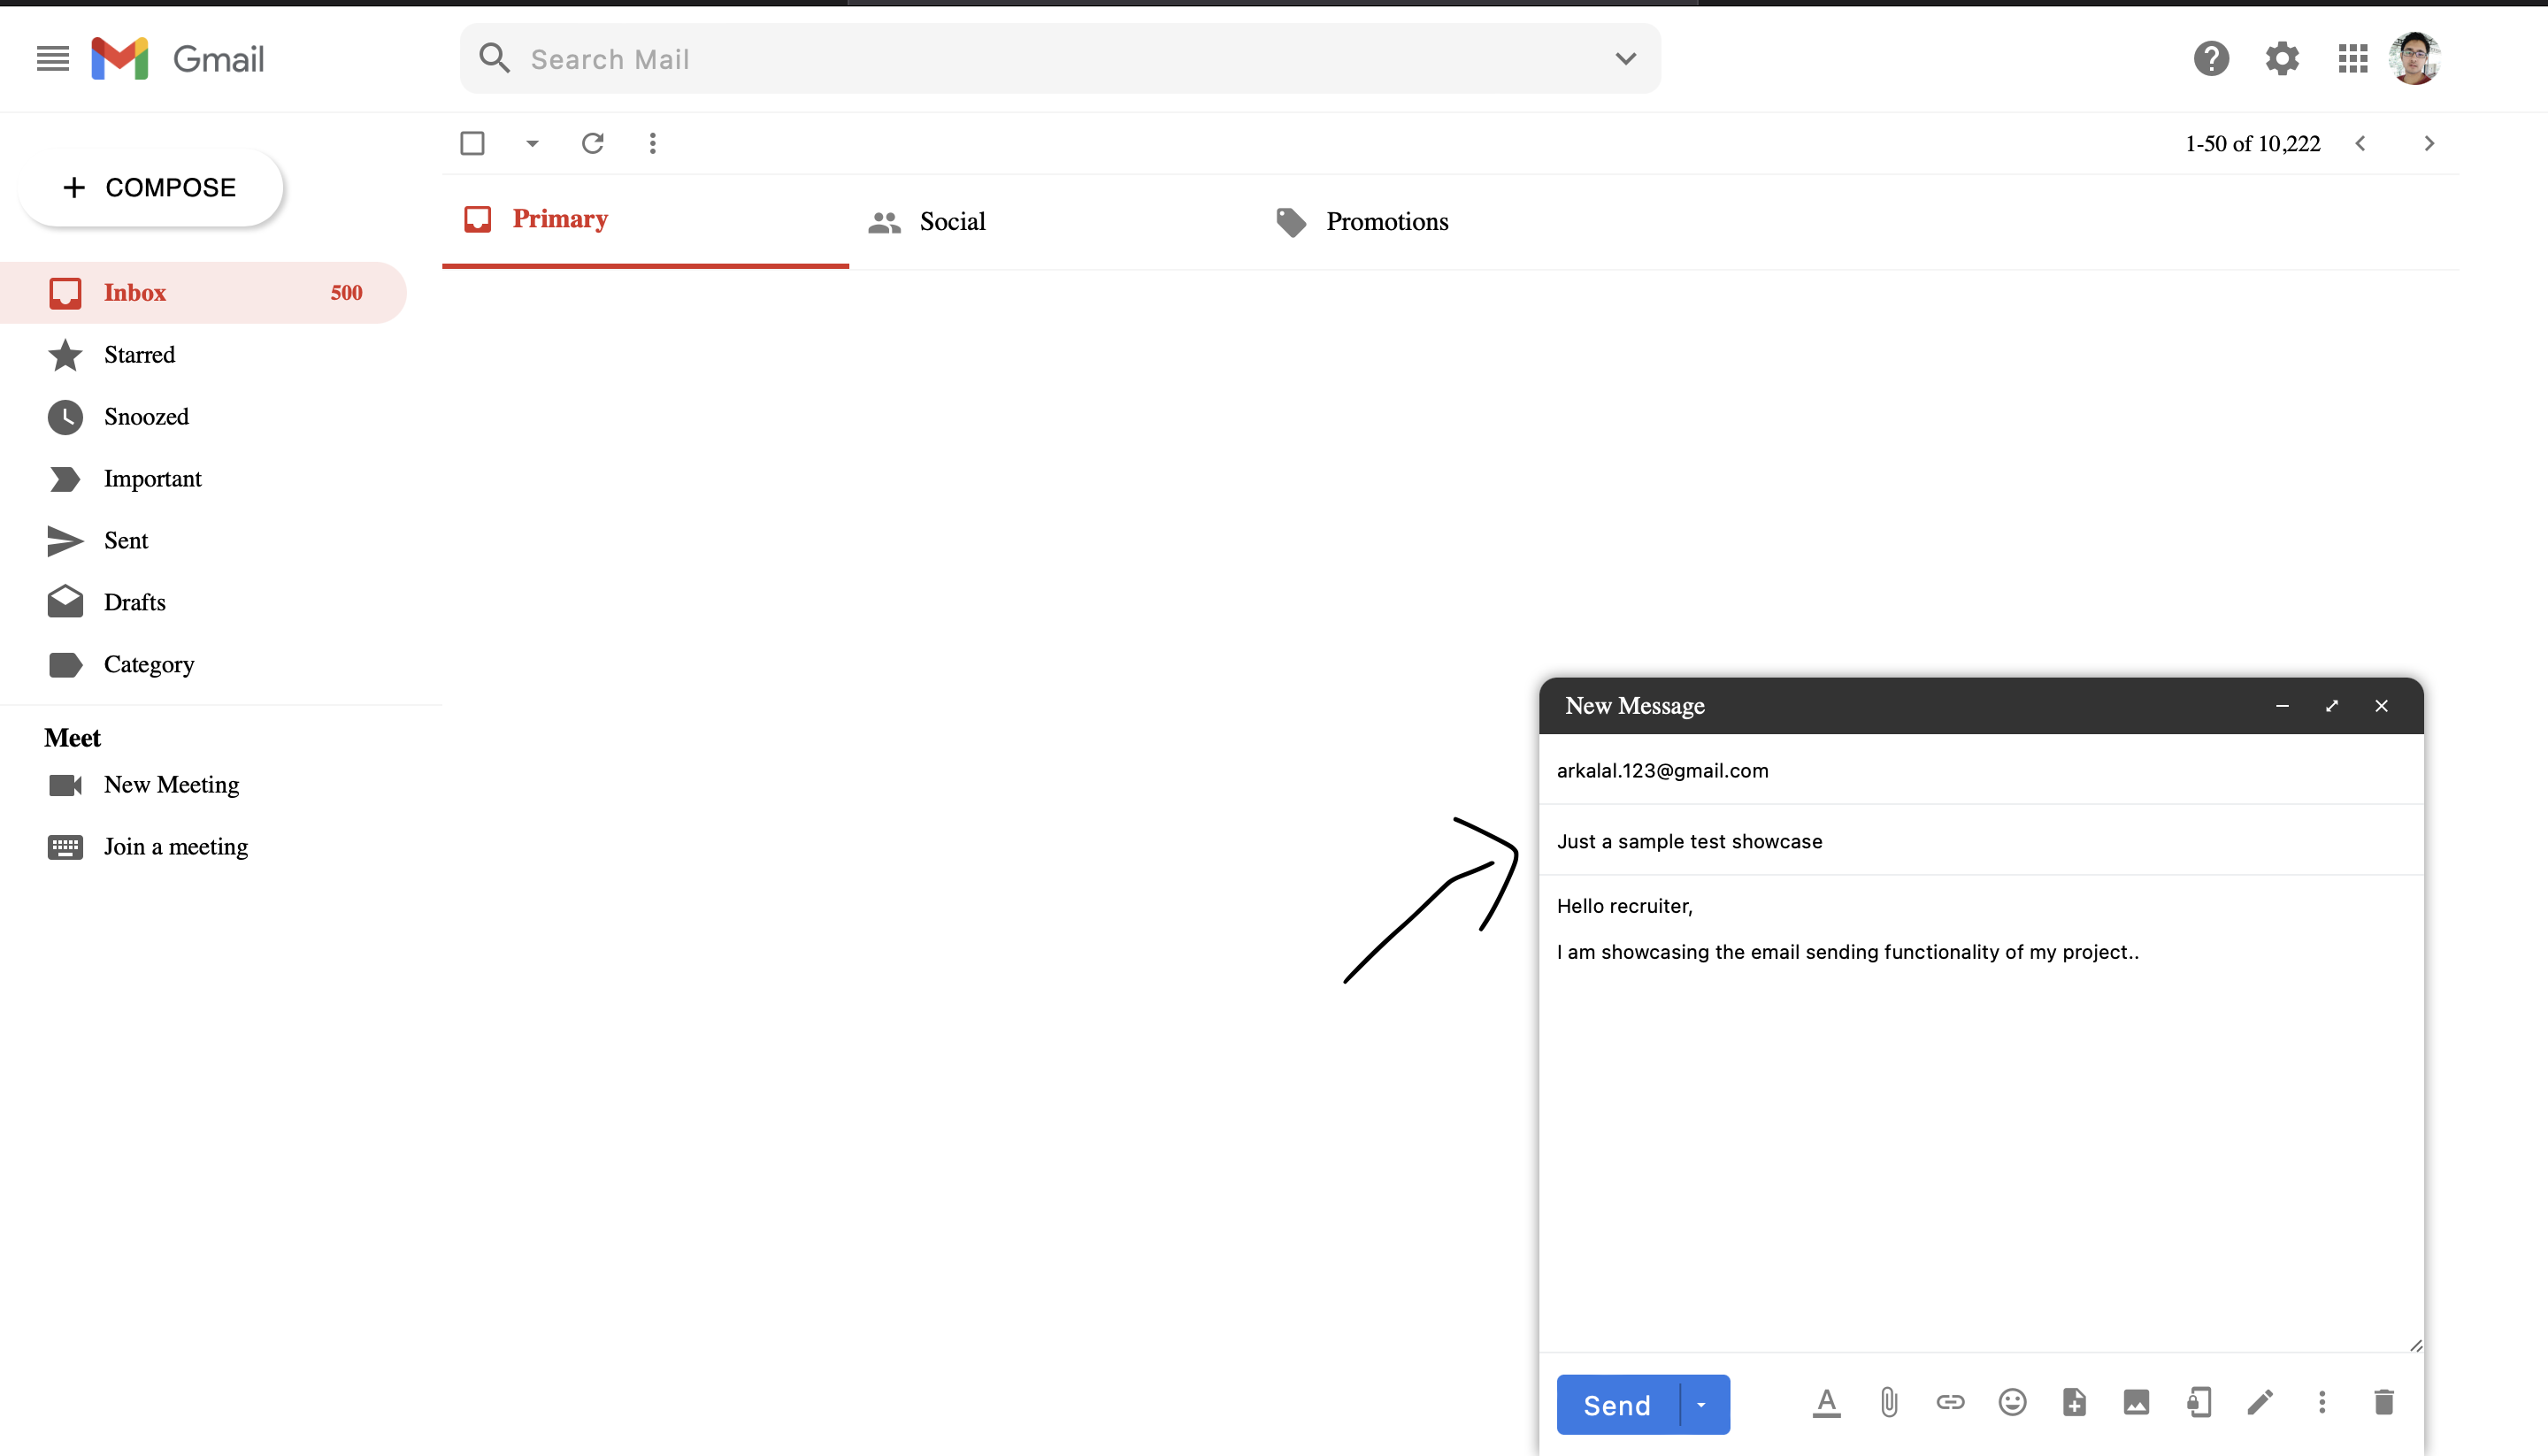 Gmail
Search Mail
COMPOSE
1-50 of 10,222
Primary
Social
Promotions
Inbox 500
Starred
Snoozed
Important
Sent
Drafts
Category
Meet
New Meeting
Join a meeting
New Message
arkalal.123@gmail.com
Just a sample test showcase
Hello recruiter,
I am showcasing the email sending functionality of my project..
Send